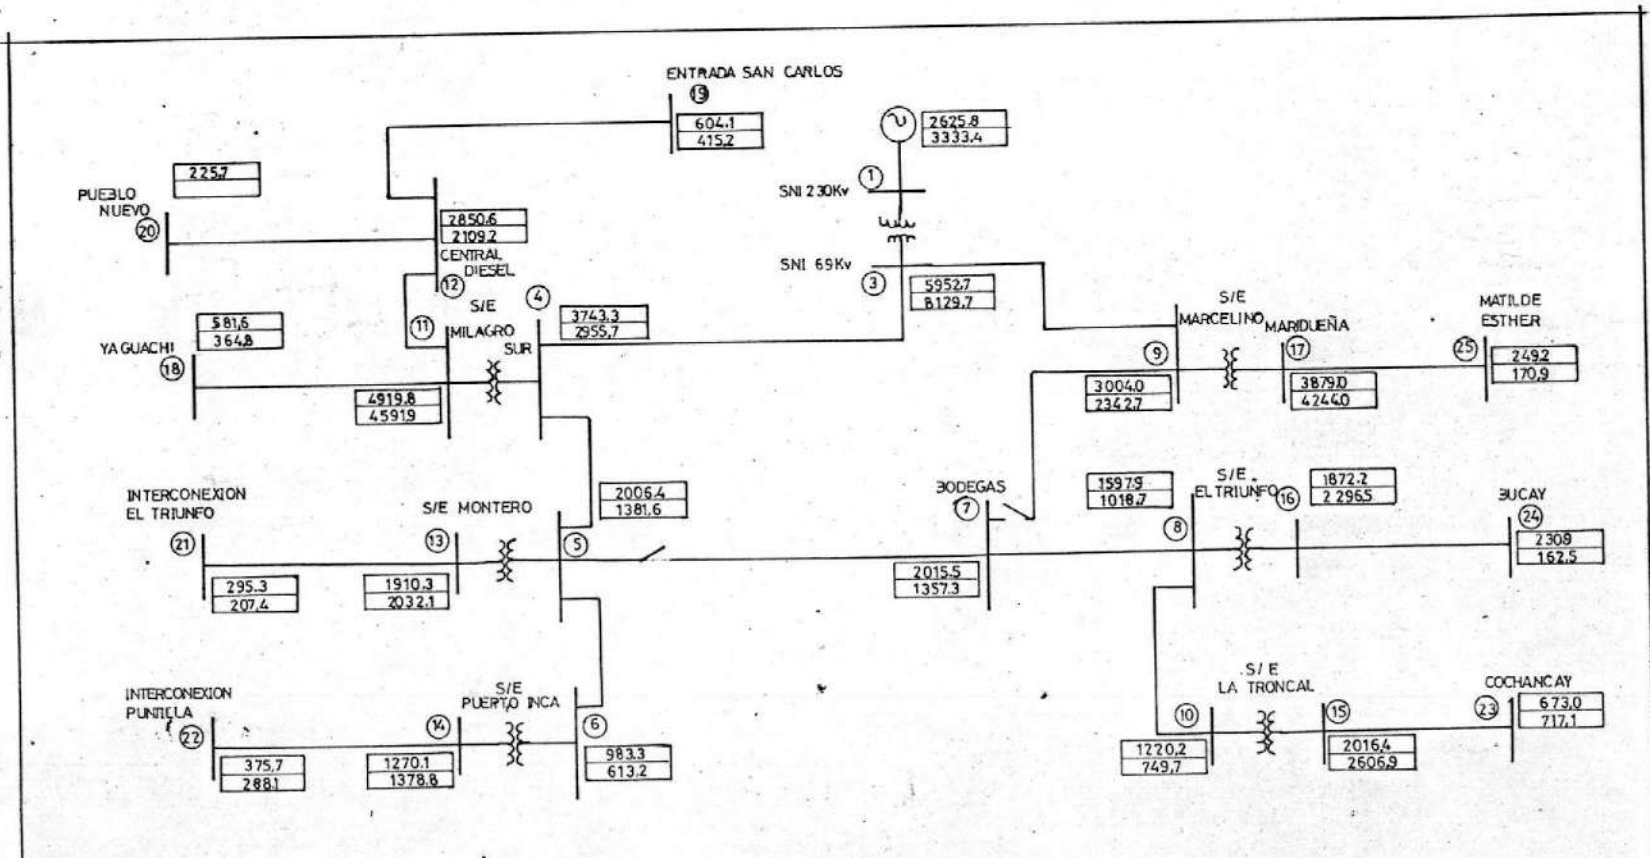 ENTRADA SAN CARLOS
19
604.1
415.2
2625.8
3333.4
1
SNI 230Kv
225.7
PUEBLO
NUEVO
20
2850.6
2109.2
CENTRAL
DIESEL
12
SNI 69Kv
3
5952.7
8129.7
S/E
4
3743.3
2955.7
11
MILAGRO
SUR
581,6
364,8
YAGUACHI
18
4919.8
4591,9
S/E
MARCELINO
MARIDUEÑA
9
17
3004.0
2342.7
3879.0
4244.0
MATILDE
ESTHER
25
249.2
170.9
INTERCONEXION
EL TRIUNFO
21
295.3
207.4
S/E MONTERO
13
1910.3
2032.1
2006.4
1381.6
5
BODEGAS
7
2015.5
1357.3
1597.9
1018.7
S/E
EL TRIUNFO
8
16
1872.2
2296.5
BUCAY
24
230.9
162.5
INTERCONEXION
PUNTILLA
22
375,7
288,1
S/E
PUERTO INCA
14
1270.1
1378.8
6
983.3
613.2
S/E
LA TRONCAL
10
1220,2
749,7
15
2016,4
2606,9
COCHANCAY
23
673,0
717,1